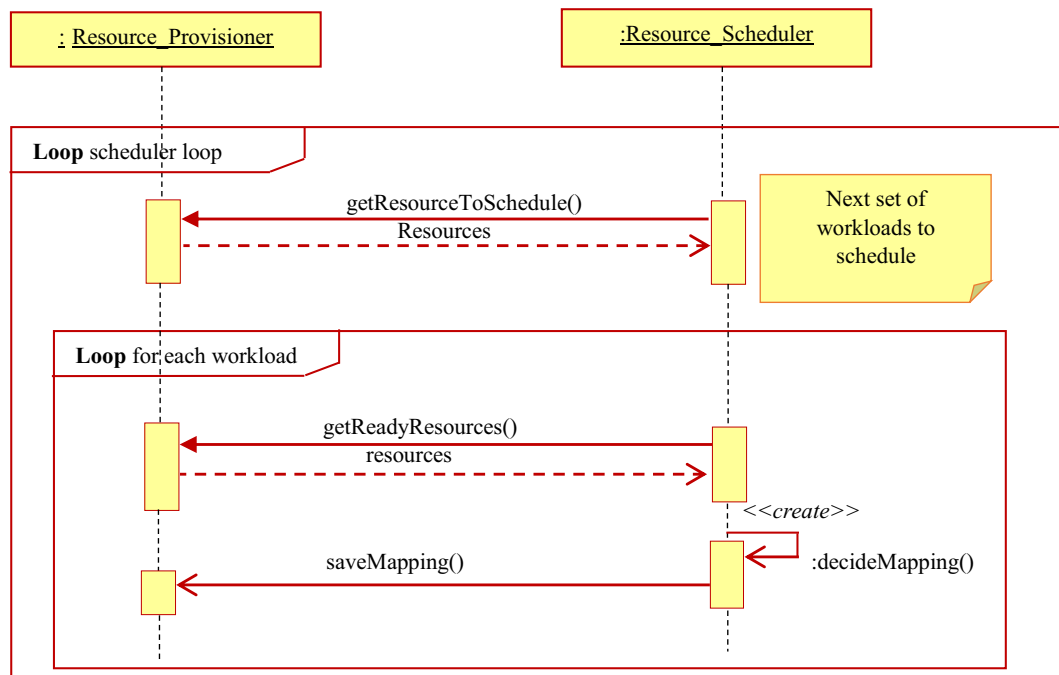 : Resource_Provisioner
:Resource_Scheduler
Loop scheduler loop
getResourceToSchedule()
Resources
Next set of
workloads to
schedule
Loop for each workload
getReadyResources()
resources
<<create>>
:decideMapping()
saveMapping()